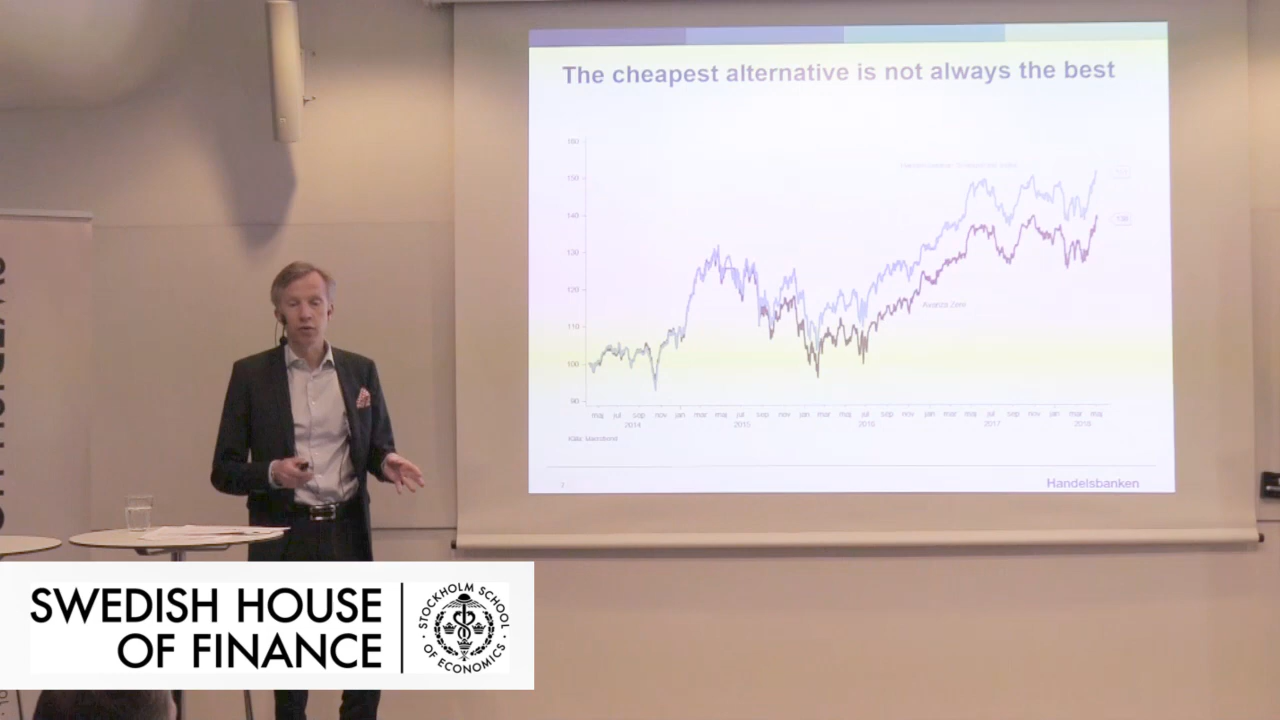 The cheapest alternative is not always the best
160
150
140
130
120
110
100
90
139
Avanza Zero
maj jul sep nov jan mar maj jul sep nov jan mar maj jul sep nov jan mar maj jul sep nov jan mar maj
2014 2015 2016 2017 2018
7
Handelsbanken
SWEDISH HOUSE
OF FINANCE
STOCKHOLM SCHOOL
OF ECONOMICS